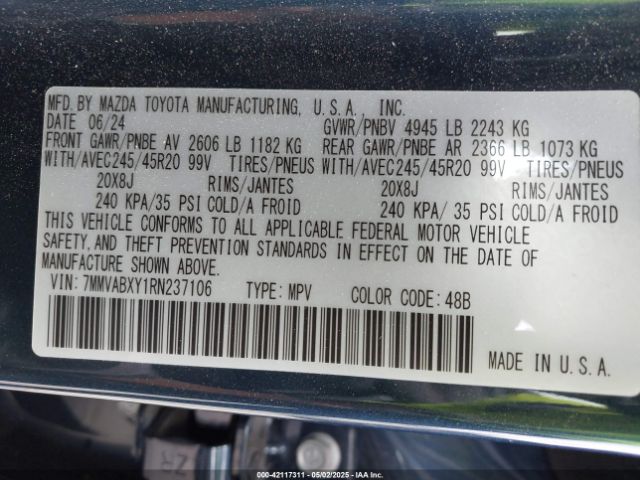 MFD. BY MAZDA TOYOTA MANUFACTURING, U.S.A., INC.
DATE 06/24 GVWR/PNBV 4945 LB 2243 KG
FRONT GAWR/PNBE AV 2606 LB 1182 KG REAR GAWR/PNBE AR 2366 LB 1073 KG
WITH/AVEC245/45R20 99V TIRES/PNEUS WITH/AVEC245/45R20 99V TIRES/PNEUS
20X8J RIMS/JANTES 20X8J RIMS/JANTES
240 KPA/35 PSI COLD/A FROID 240 KPA/ 35 PSI COLD/A FROID
THIS VEHICLE CONFORMS TO ALL APPLICABLE FEDERAL MOTOR VEHICLE
SAFETY, AND THEFT PREVENTION STANDARDS IN EFFECT ON THE DATE OF
MANUFACTURE SHOWN ABOVE.
VIN: 7MMVABXY1RN237106 TYPE: MPV COLOR CODE: 48B
MADE IN U.S.A.
ZR
000-42117311 - 05/02/2025 - IAAI.COM